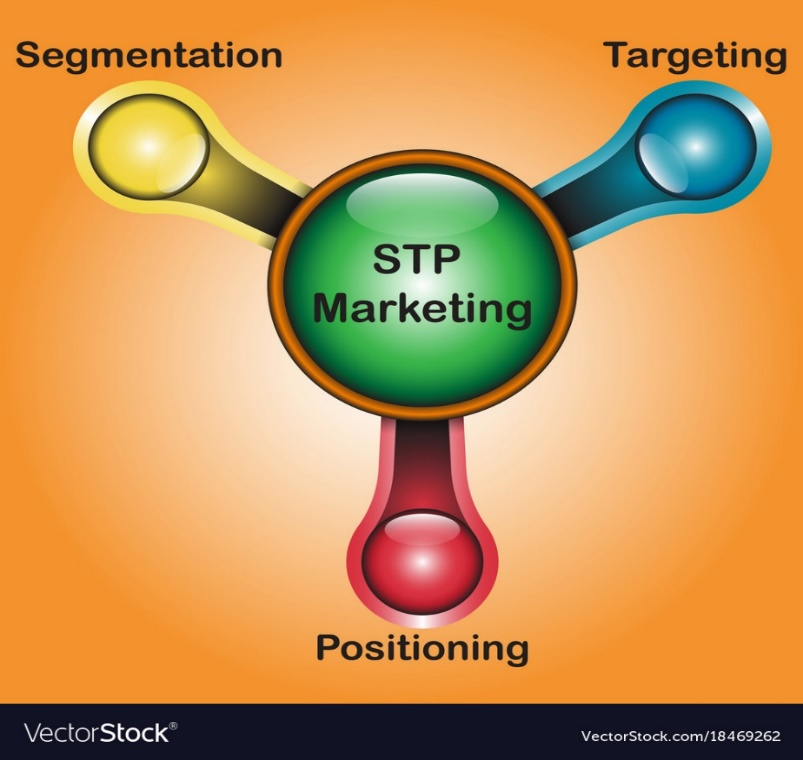 Segmentation
Targeting
STP
Marketing
Positioning
VectorStock®
VectorStock.com/18469262